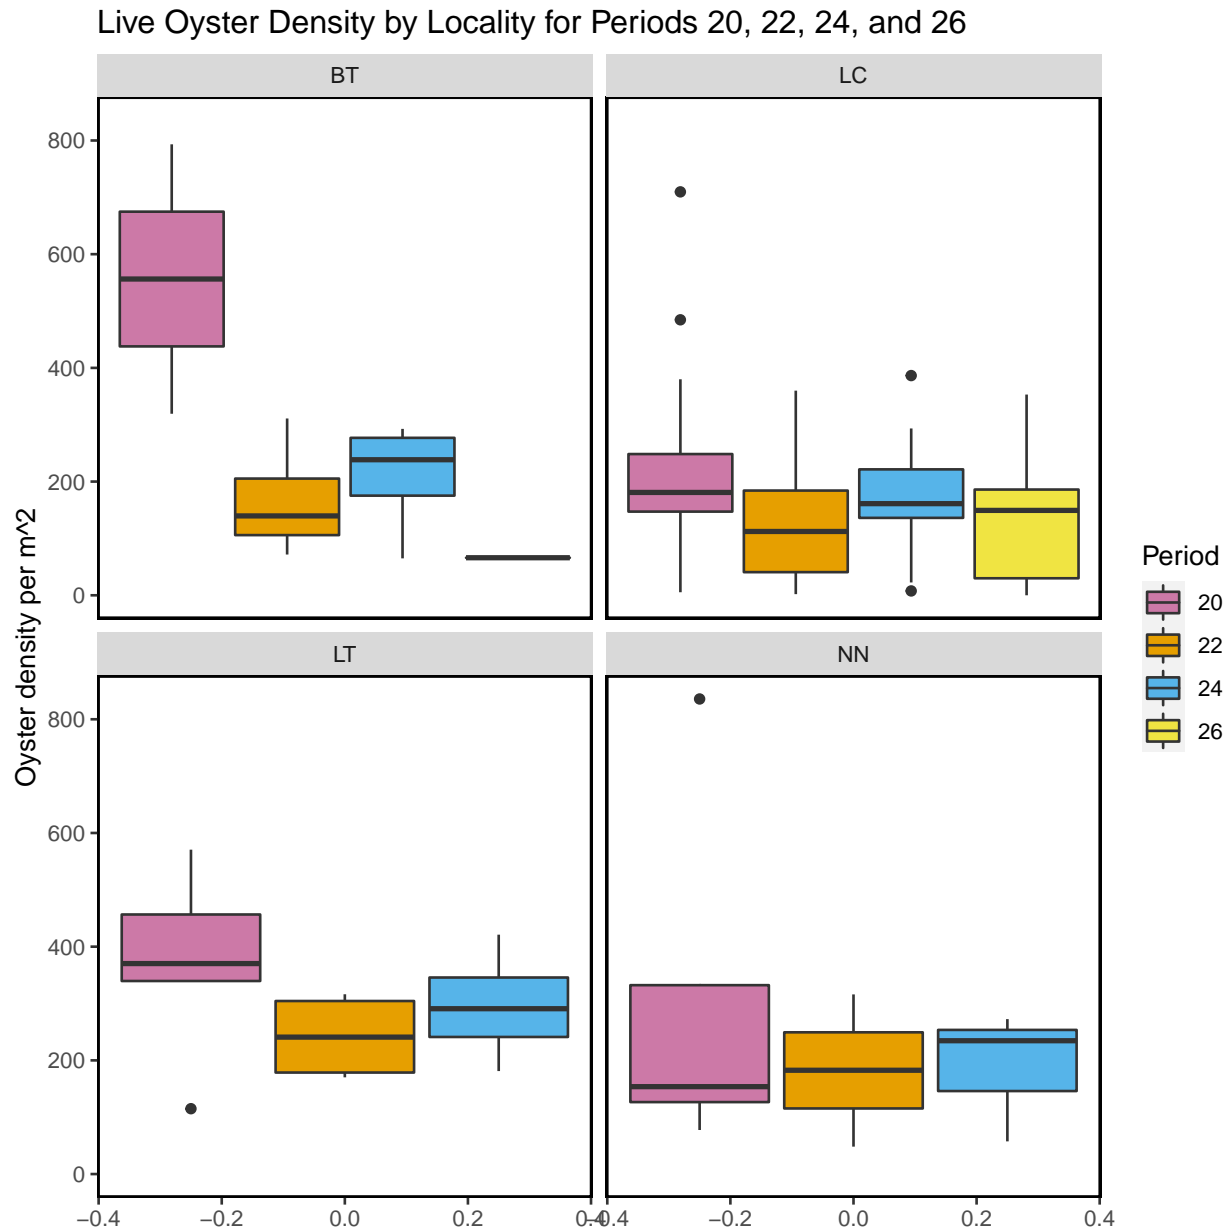 Live Oyster Density by Locality for Periods 20, 22, 24, and 26
BT
LC
800
600
400
200
0
LT
NN
800
600
400
200
0
Oyster density per m^2
−0.4 −0.2 0.0 0.2 0.4
−0.4 −0.2 0.0 0.2 0.4
Period
20
22
24
26